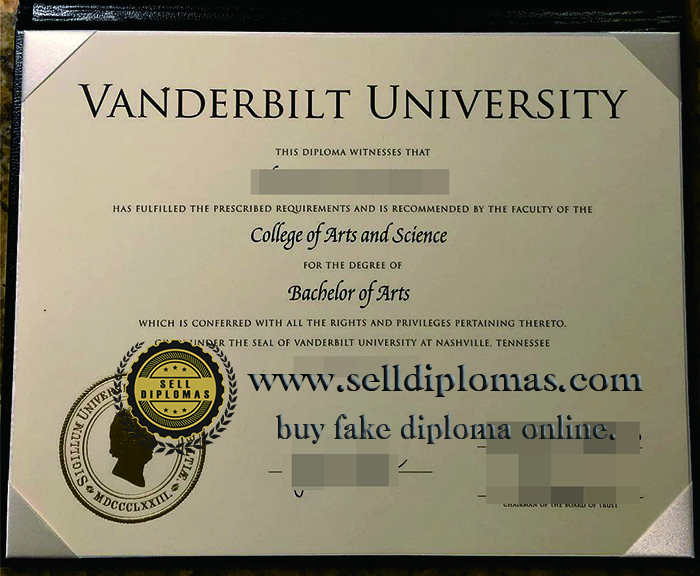 VANDERBILT UNIVERSITY
THIS DIPLOMA WITNESSES THAT
HAS FULFILLED THE PRESCRIBED REQUIREMENTS AND IS RECOMMENDED BY THE FACULTY OF THE
College of Arts and Science
FOR THE DEGREE OF
Bachelor of Arts
WHICH IS CONFERRED WITH ALL THE RIGHTS AND PRIVILEGES PERTAINING THERETO.
UNDER THE SEAL OF VANDERBILT UNIVERSITY AT NASHVILLE, TENNESSEE
SELL
DIPLOMAS
www.selldiplomas.com
buy fake diploma online.
SIGILLUM UNIVER
MDCCCLXXIII.
CHAIRMAN OF THE BOARD OF TRUST